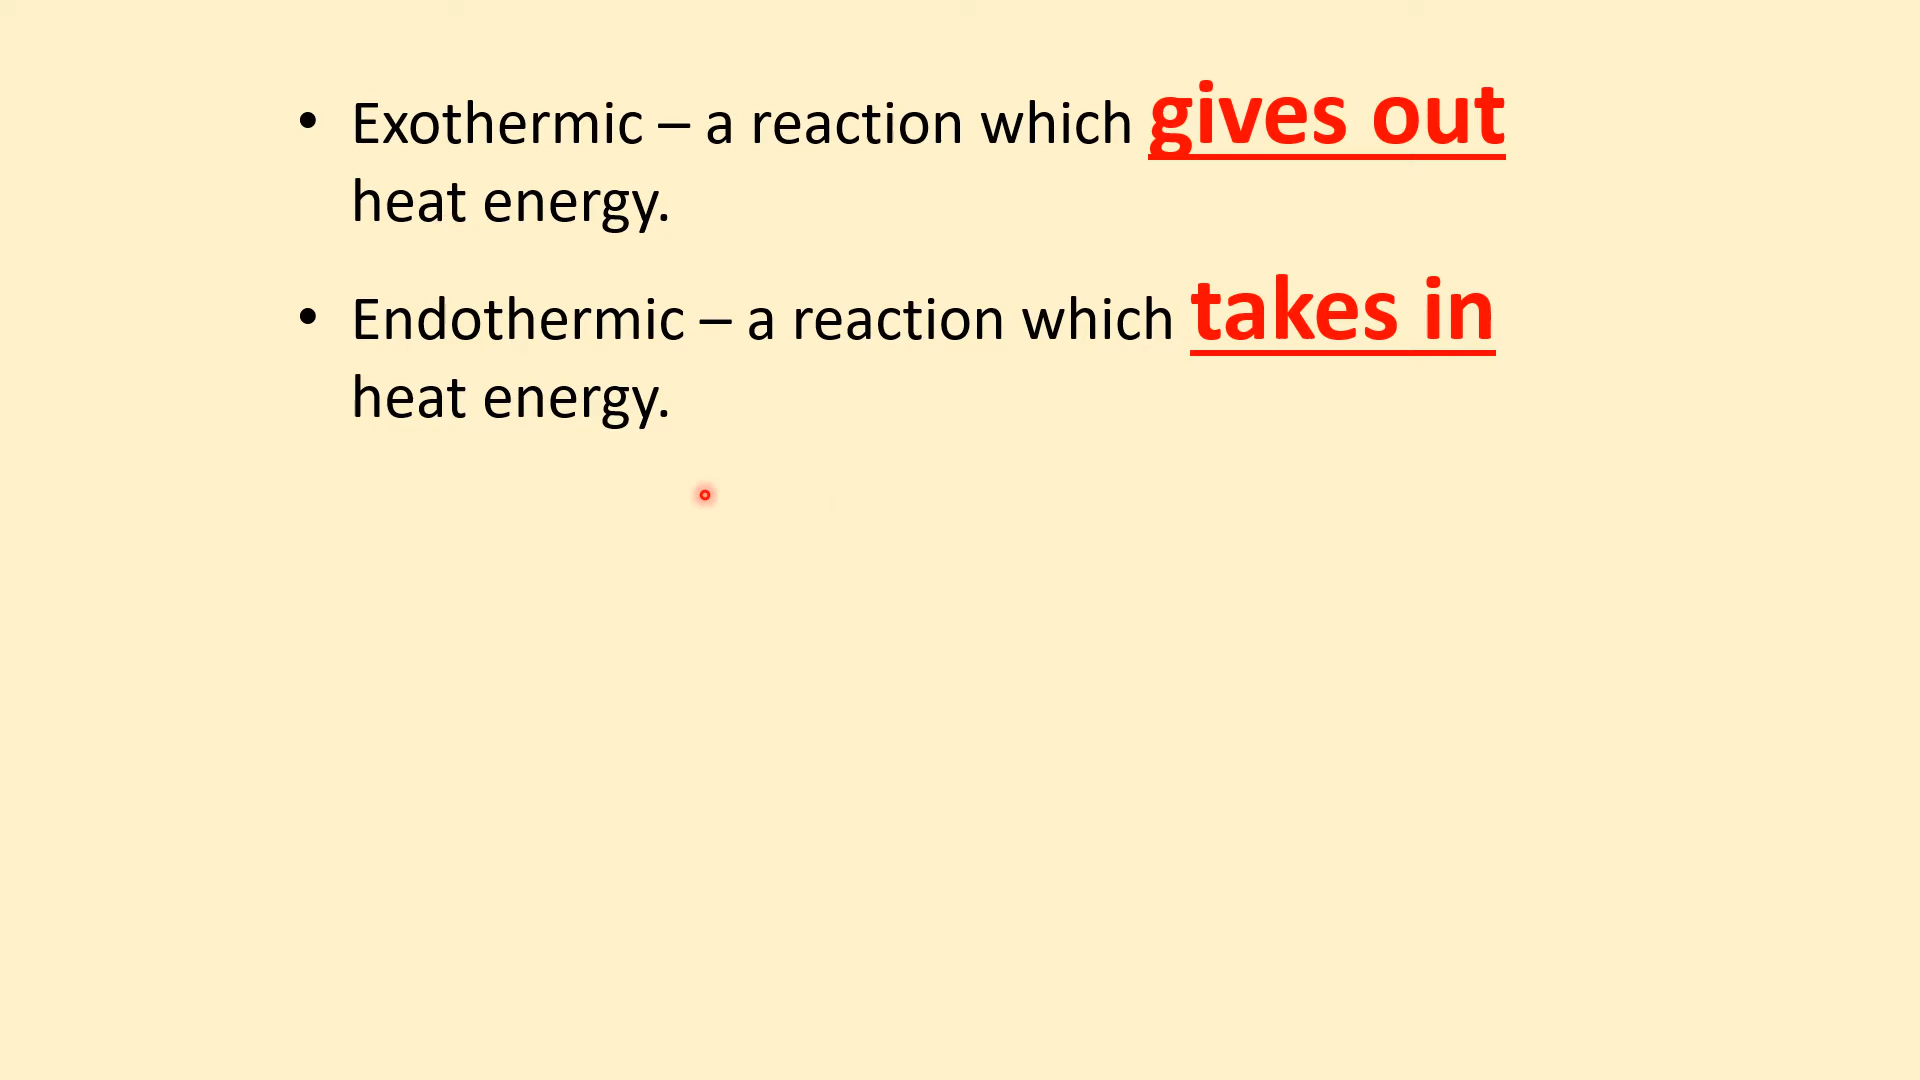 • Exothermic – a reaction which gives out
heat energy.
• Endothermic – a reaction which takes in
heat energy.